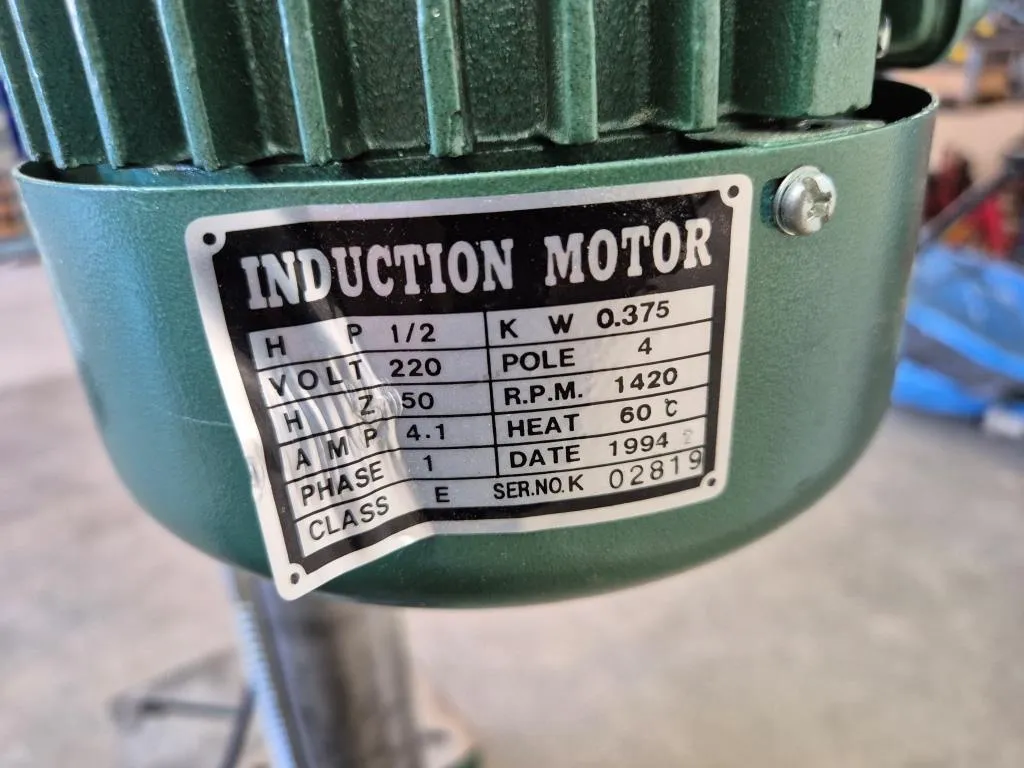 INDUCTION MOTOR
H P 1/2 K W 0.375
VOLT 220 POLE 4
H Z 50 R.P.M. 1420
AMP 4.1 HEAT 60 ℃
PHASE 1 DATE 1994
CLASS E SER.NO.K 02819